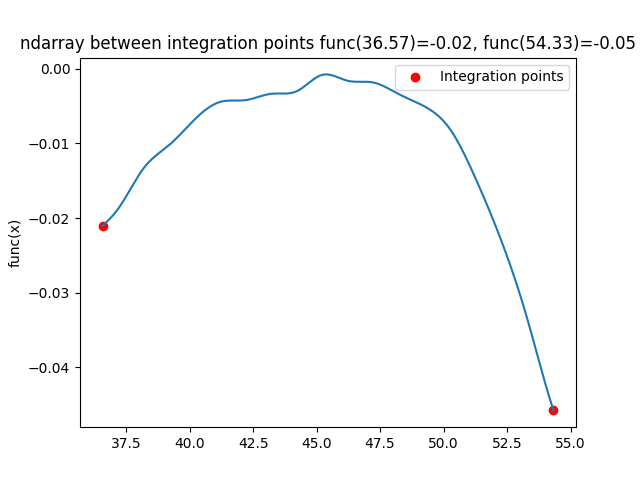 ndarray between integration points func(36.57)=-0.02, func(54.33)=-0.05
Integration points
func(x)
0.00
−0.01
−0.02
−0.03
−0.04
37.5 40.0 42.5 45.0 47.5 50.0 52.5 55.0